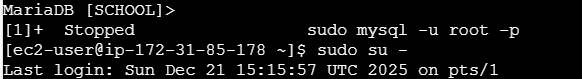 MariaDB [SCHOOL]>
[1]+  Stopped                 sudo mysql -u root -p
[ec2-user@ip-172-31-85-178 ~]$ sudo su -
Last login: Sun Dec 21 15:15:57 UTC 2025 on pts/1